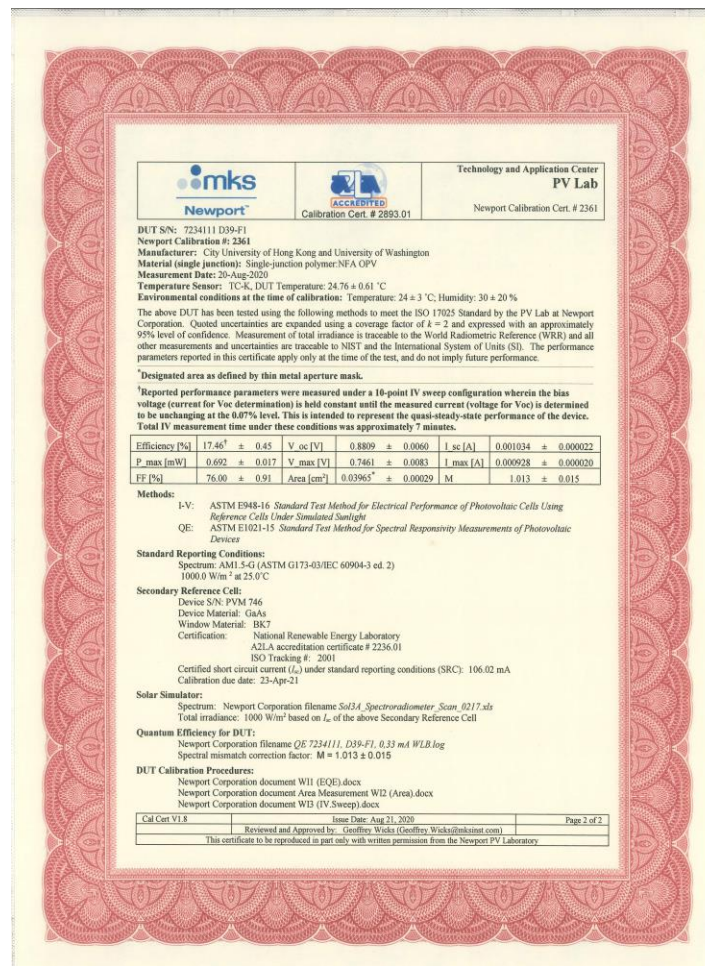 mks
Newport™
A2LA
ACCREDITED
Calibration Cert. # 2893.01
Technology and Application Center
PV Lab
Newport Calibration Cert. # 2361
DUT S/N: 7234111 D39-F1
Newport Calibration #: 2361
Manufacturer: City University of Hong Kong and University of Washington
Material (single junction): Single-junction polymer:NFA OPV
Measurement Date: 20-Aug-2020
Temperature Sensor: TC-K, DUT Temperature: 24.76 ± 0.61 °C
Environmental conditions at the time of calibration: Temperature: 24 ± 3 °C; Humidity: 30 ± 20 %
The above DUT has been tested using the following methods to meet the ISO 17025 Standard by the PV Lab at Newport
Corporation. Quoted uncertainties are expanded using a coverage factor of k = 2 and expressed with an approximately
95% level of confidence. Measurement of total irradiance is traceable to the World Radiometric Reference (WRR) and all
other measurements and uncertainties are traceable to NIST and the International System of Units (SI). The performance
parameters reported in this certificate apply only at the time of the test, and do not imply future performance.
*Designated area as defined by thin metal aperture mask.
†Reported performance parameters were measured under a 10-point IV sweep configuration wherein the bias
voltage (current for Voc determination) is held constant until the measured current (voltage for Voc) is determined
to be unchanging at the 0.07% level. This is intended to represent the quasi-steady-state performance of the device.
Total IV measurement time under these conditions was approximately 7 minutes.
Efficiency [%] 17.46† ± 0.45 V_oc [V] 0.8809 ± 0.0060 I_sc [A] 0.001034 ± 0.000022
P_max [mW] 0.692 ± 0.017 V_max [V] 0.7461 ± 0.0083 I_max [A] 0.000928 ± 0.000020
FF [%] 76.00 ± 0.91 Area [cm²] 0.03965* ± 0.00029 M 1.013 ± 0.015
Methods:
I-V: ASTM E948-16 Standard Test Method for Electrical Performance of Photovoltaic Cells Using
Reference Cells Under Simulated Sunlight
QE: ASTM E1021-15 Standard Test Method for Spectral Responsivity Measurements of Photovoltaic
Devices
Standard Reporting Conditions:
Spectrum: AM1.5-G (ASTM G173-03/IEC 60904-3 ed. 2)
1000.0 W/m² at 25.0°C
Secondary Reference Cell:
Device S/N: PVM 746
Device Material: GaAs
Window Material: BK7
Certification: National Renewable Energy Laboratory
A2LA accreditation certificate # 2236.01
ISO Tracking #: 2001
Certified short circuit current (Isc) under standard reporting conditions (SRC): 106.02 mA
Calibration due date: 23-Apr-21
Solar Simulator:
Spectrum: Newport Corporation filename Sol3A_Spectroradiometer_Scan_0217.xls
Total irradiance: 1000 W/m² based on Isc of the above Secondary Reference Cell
Quantum Efficiency for DUT:
Newport Corporation filename QE 7234111, D39-F1, 0,33 mA WLB.log
Spectral mismatch correction factor: M = 1.013 ± 0.015
DUT Calibration Procedures:
Newport Corporation document WI1 (EQE).docx
Newport Corporation document Area Measurement WI2 (Area).docx
Newport Corporation document WI3 (IV.Sweep).docx
Cal Cert V1.8 Issue Date: Aug 21, 2020 Page 2 of 2
Reviewed and Approved by: Geoffrey Wicks (Geoffrey.Wicks@mksinst.com)
This certificate to be reproduced in part only with written permission from the Newport PV Laboratory